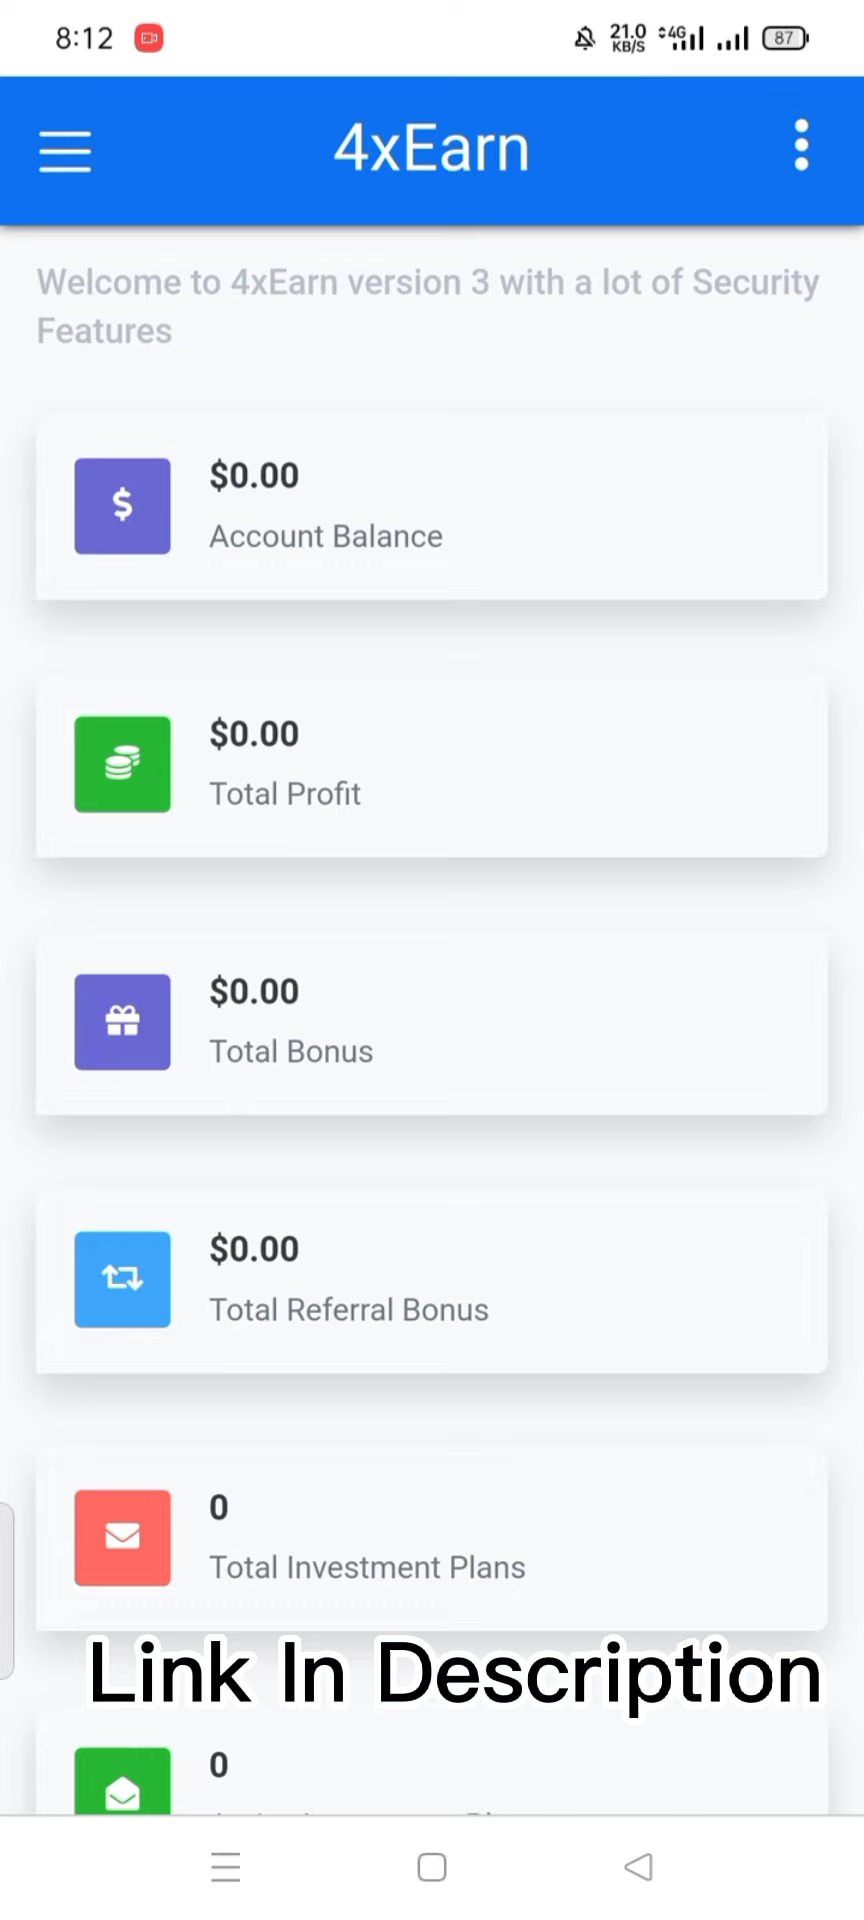 8:12
21.0
KB/S
4G
87
4xEarn
Welcome to 4xEarn version 3 with a lot of Security
Features
$0.00
Account Balance
$0.00
Total Profit
$0.00
Total Bonus
$0.00
Total Referral Bonus
0
Total Investment Plans
Link In Description
0